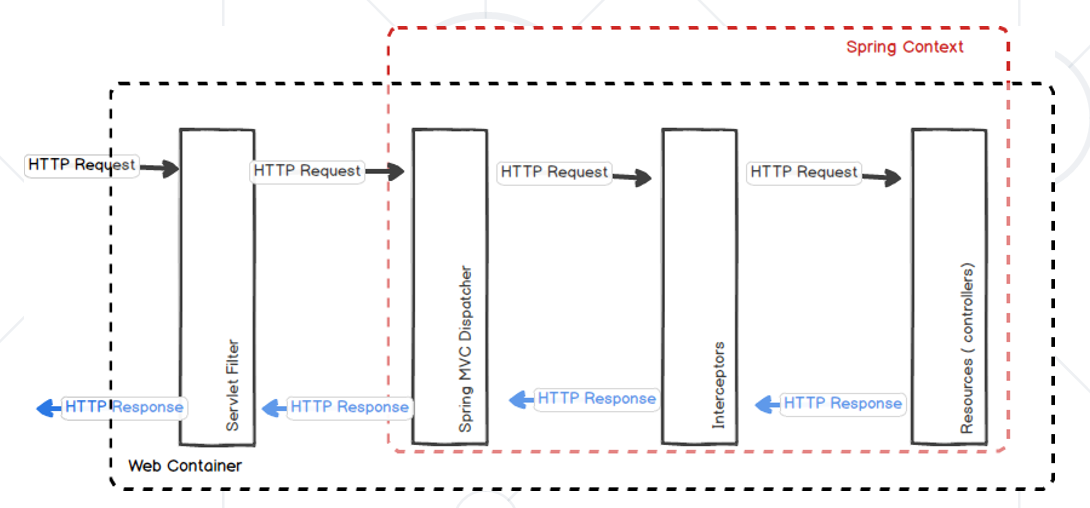 Spring Context
HTTP Request
HTTP Request
HTTP Request
HTTP Request
Servlet Filter
Spring MVC Dispatcher
Interceptors
Resources ( controllers)
HTTP Response
HTTP Response
HTTP Response
HTTP Response
Web Container